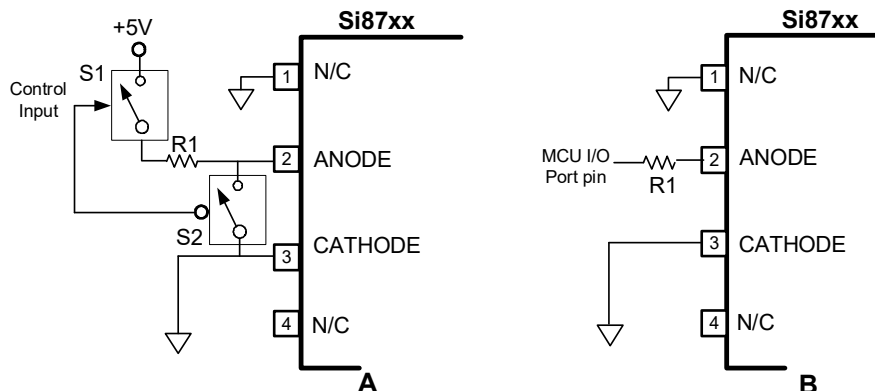 Si87xx
+5V
S1
1
N/C
Control
Input
R1
2
ANODE
S2
3
CATHODE
4
N/C
A
Si87xx
1
N/C
MCU I/O
Port pin
R1
2
ANODE
3
CATHODE
4
N/C
B